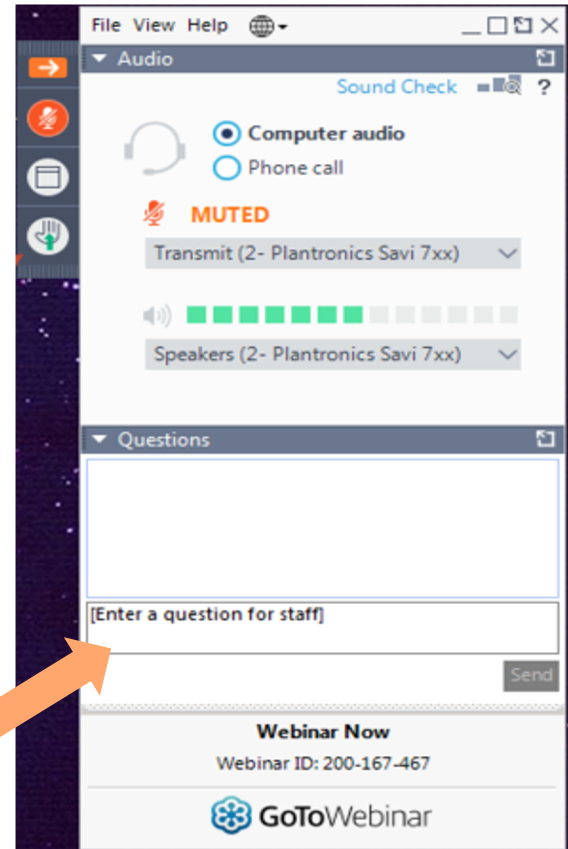 File View Help
Audio
Sound Check ?
Computer audio
Phone call
MUTED
Transmit (2- Plantronics Savi 7xx)
Speakers (2- Plantronics Savi 7xx)
Questions
[Enter a question for staff]
Send
Webinar Now
Webinar ID: 200-167-467
GoToWebinar